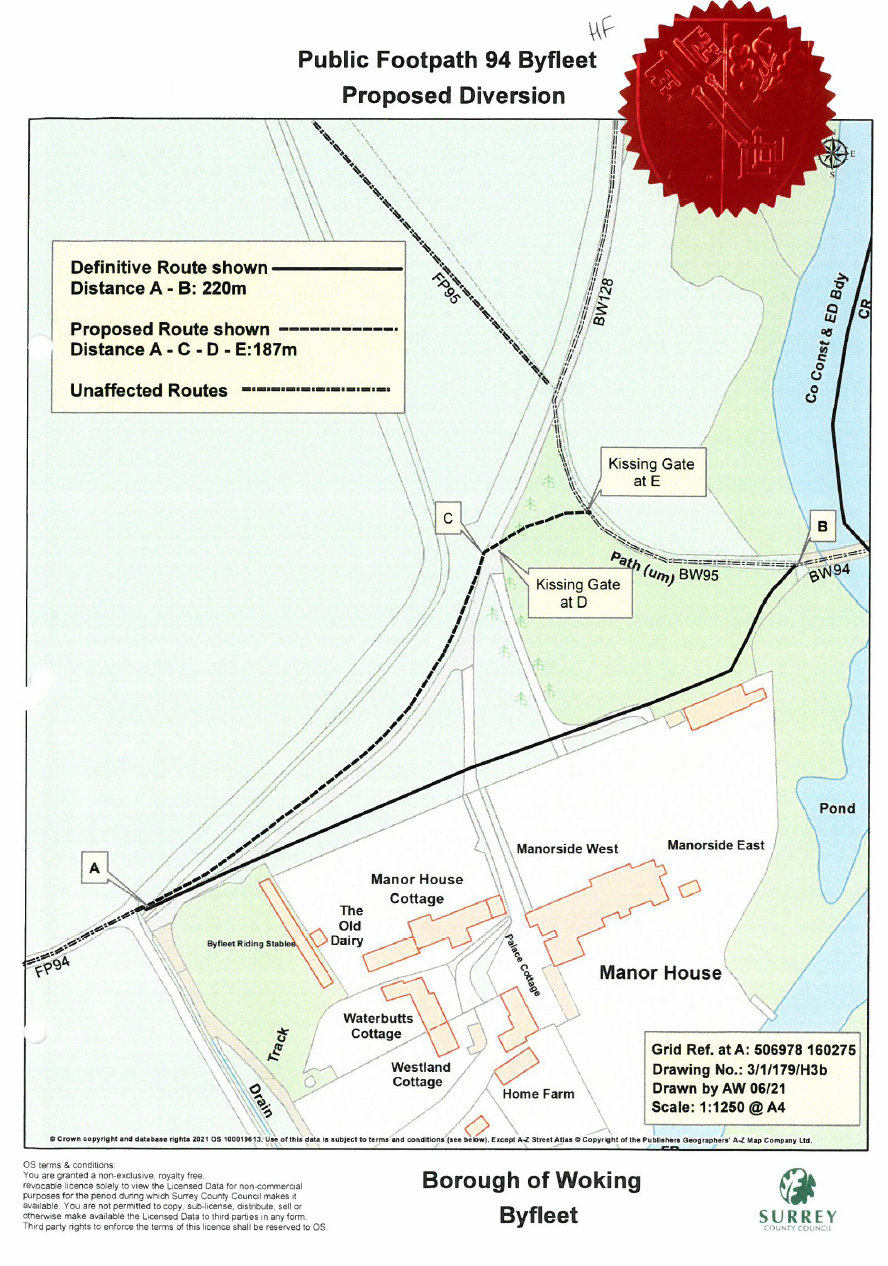 HF
Public Footpath 94 Byfleet
Proposed Diversion
N
E
S
Definitive Route shown
Distance A - B: 220m
Proposed Route shown
Distance A - C - D - E:187m
Unaffected Routes
FP95
BW128
Co Const & ED Bdy
CR
Kissing Gate
at E
C
B
Kissing Gate
at D
Path (um)
BW95
BW94
Pond
A
Manorside West
Manorside East
Manor House
Cottage
The
Old
Dairy
Byfleet Riding Stables
Palace Cottage
FP94
Manor House
Waterbutts
Cottage
Track
Westland
Cottage
Drain
Home Farm
Grid Ref. at A: 506978 160275
Drawing No.: 3/1/179/H3b
Drawn by AW 06/21
Scale: 1:1250 @ A4
© Crown copyright and database rights 2021 OS 100019613. Use of this data is subject to terms and conditions (see below). Except A-Z Street Atlas © Copyright of the Publishers Geographers' A-Z Map Company Ltd.
OS terms & conditions:
You are granted a non-exclusive, royalty free,
revocable licence solely to view the Licensed Data for non-commercial
purposes for the period during which Surrey County Council makes it
available. You are not permitted to copy, sub-license, distribute, sell or
otherwise make available the Licensed Data to third parties in any form.
Third party rights to enforce the terms of this licence shall be reserved to OS.
Borough of Woking
Byfleet
SURREY
COUNTY COUNCIL